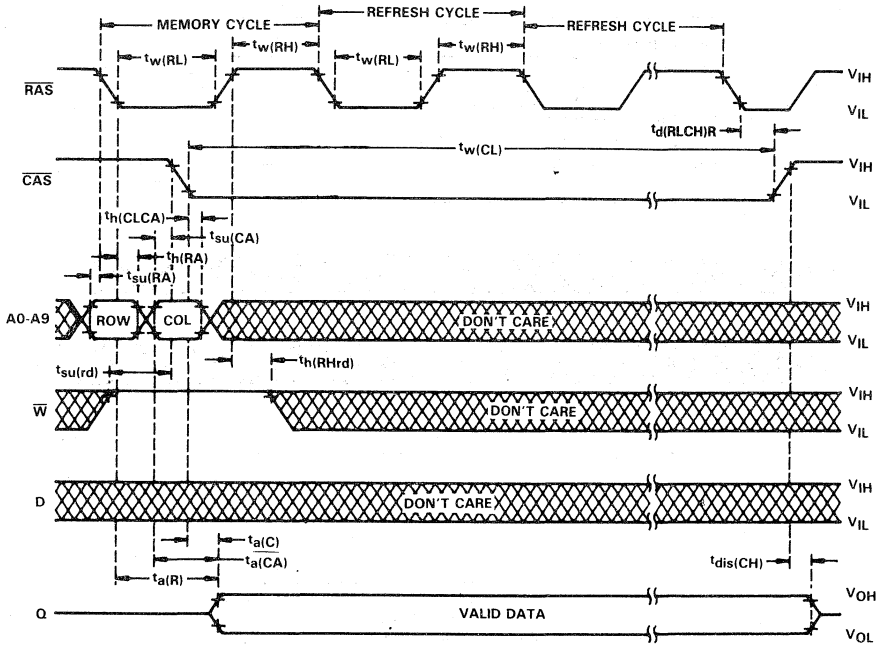 MEMORY CYCLE
REFRESH CYCLE
REFRESH CYCLE
tw(RL)
tw(RH)
tw(RL)
tw(RH)
RAS
VIH
VIL
td(RLCH)R
tw(CL)
CAS
VIH
VIL
th(CLCA)
tsu(CA)
th(RA)
tsu(RA)
A0-A9
ROW
COL
DON'T CARE
VIH
VIL
tsu(rd)
th(RHrd)
W
DON'T CARE
VIH
VIL
D
DON'T CARE
VIH
VIL
ta(C)
ta(CA)
ta(R)
tdis(CH)
Q
VALID DATA
VOH
VOL